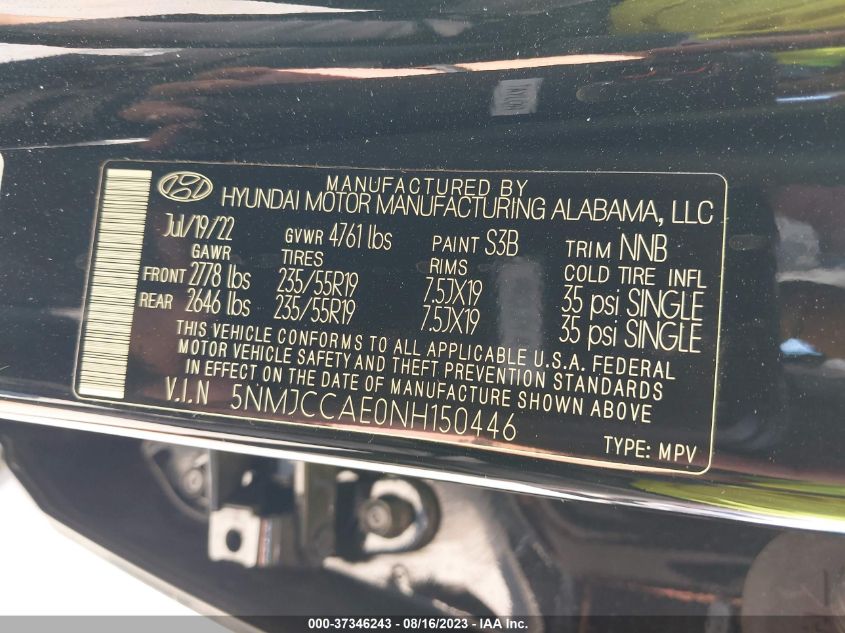 MANUFACTURED BY
HYUNDAI MOTOR MANUFACTURING ALABAMA, LLC
Jul/19/22 GVWR 4761 lbs PAINT S3B TRIM NNB
GAWR TIRES RIMS COLD TIRE INFL
FRONT 2778 lbs 235/55R19 7.5JX19 35 psi SINGLE
REAR 2646 lbs 235/55R19 7.5JX19 35 psi SINGLE
THIS VEHICLE CONFORMS TO ALL APPLICABLE U.S.A. FEDERAL
MOTOR VEHICLE SAFETY AND THEFT PREVENTION STANDARDS
IN EFFECT ON THE DATE OF MANUFACTURE SHOWN ABOVE
V.I.N 5NMJCCAE0NH150446
TYPE: MPV
000-37346243 - 08/16/2023 - IAA Inc.